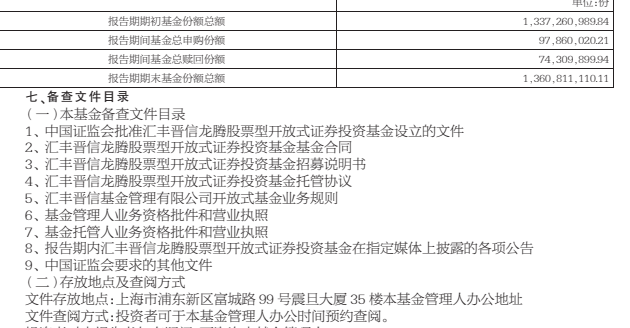 单位:份
报告期期初基金份额总额 1,337,260,989.84
报告期间基金总申购份额 97,860,020.21
报告期间基金总赎回份额 74,309,899.94
报告期期末基金份额总额 1,360,811,110.11
七、备查文件目录
(一)本基金备查文件目录
1、中国证监会批准汇丰晋信龙腾股票型开放式证券投资基金设立的文件
2、汇丰晋信龙腾股票型开放式证券投资基金基金合同
3、汇丰晋信龙腾股票型开放式证券投资基金招募说明书
4、汇丰晋信龙腾股票型开放式证券投资基金托管协议
5、汇丰晋信基金管理有限公司开放式基金业务规则
6、基金管理人业务资格批件和营业执照
7、基金托管人业务资格批件和营业执照
8、报告期内汇丰晋信龙腾股票型开放式证券投资基金在指定媒体上披露的各项公告
9、中国证监会要求的其他文件
(二)存放地点及查阅方式
文件存放地点:上海市浦东新区富城路 99 号震旦大厦 35 楼本基金管理人办公地址
文件查阅方式:投资者可于本基金管理人办公时间预约查阅。